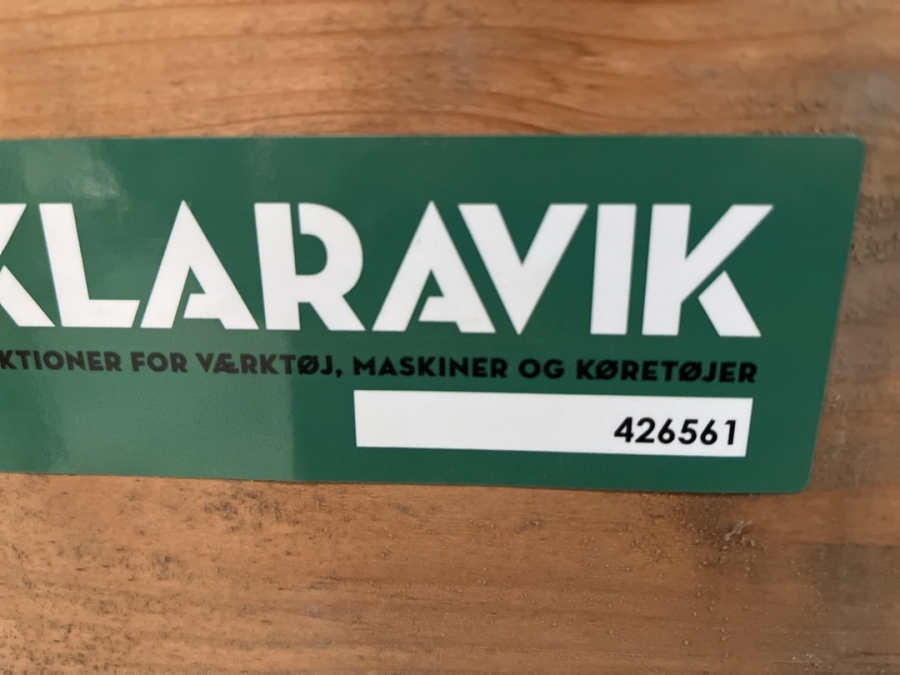 KLARAVIK
KTIONER FOR VÆRKTØJ, MASKINER OG KØRETØJER
426561